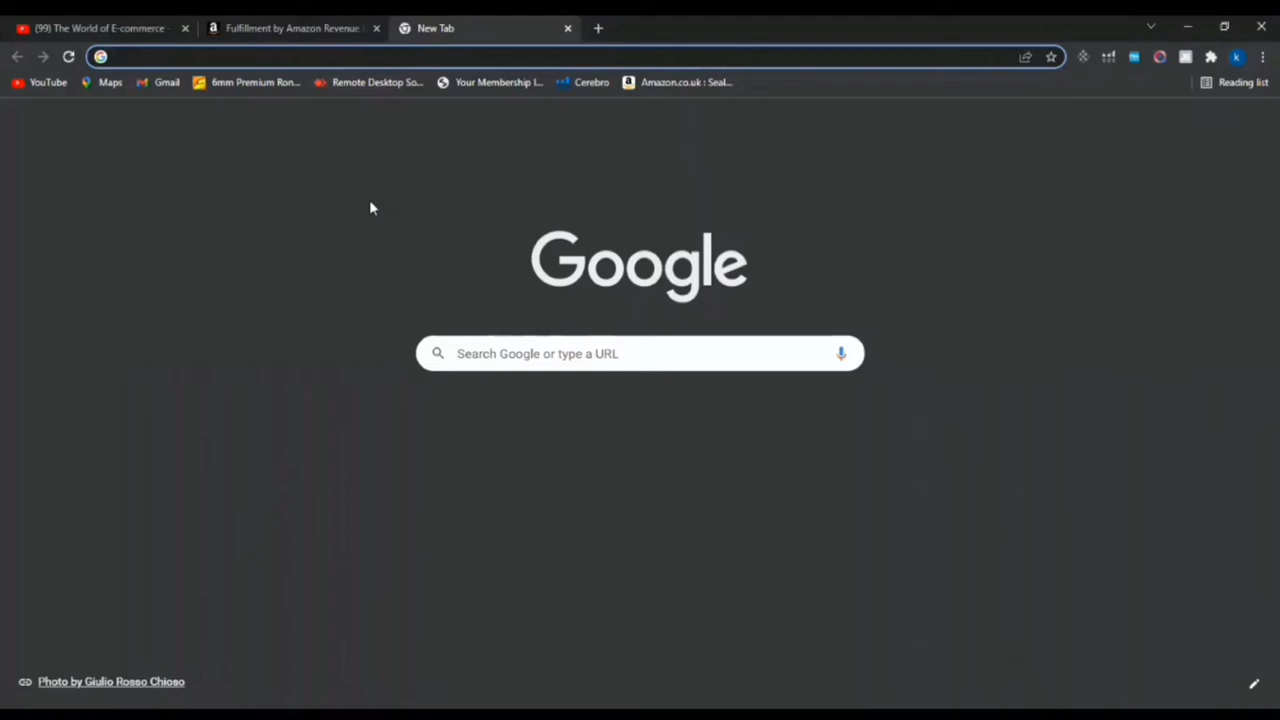 (99) The World of E-commerce -
Fulfillment by Amazon Revenue
New Tab
YouTube
Maps
Gmail
6mm Premium Ron...
Remote Desktop So...
Your Membership I...
Cerebro
Amazon.co.uk : Seal...
Reading list
Google
Search Google or type a URL
Photo by Giulio Rosso Chioso